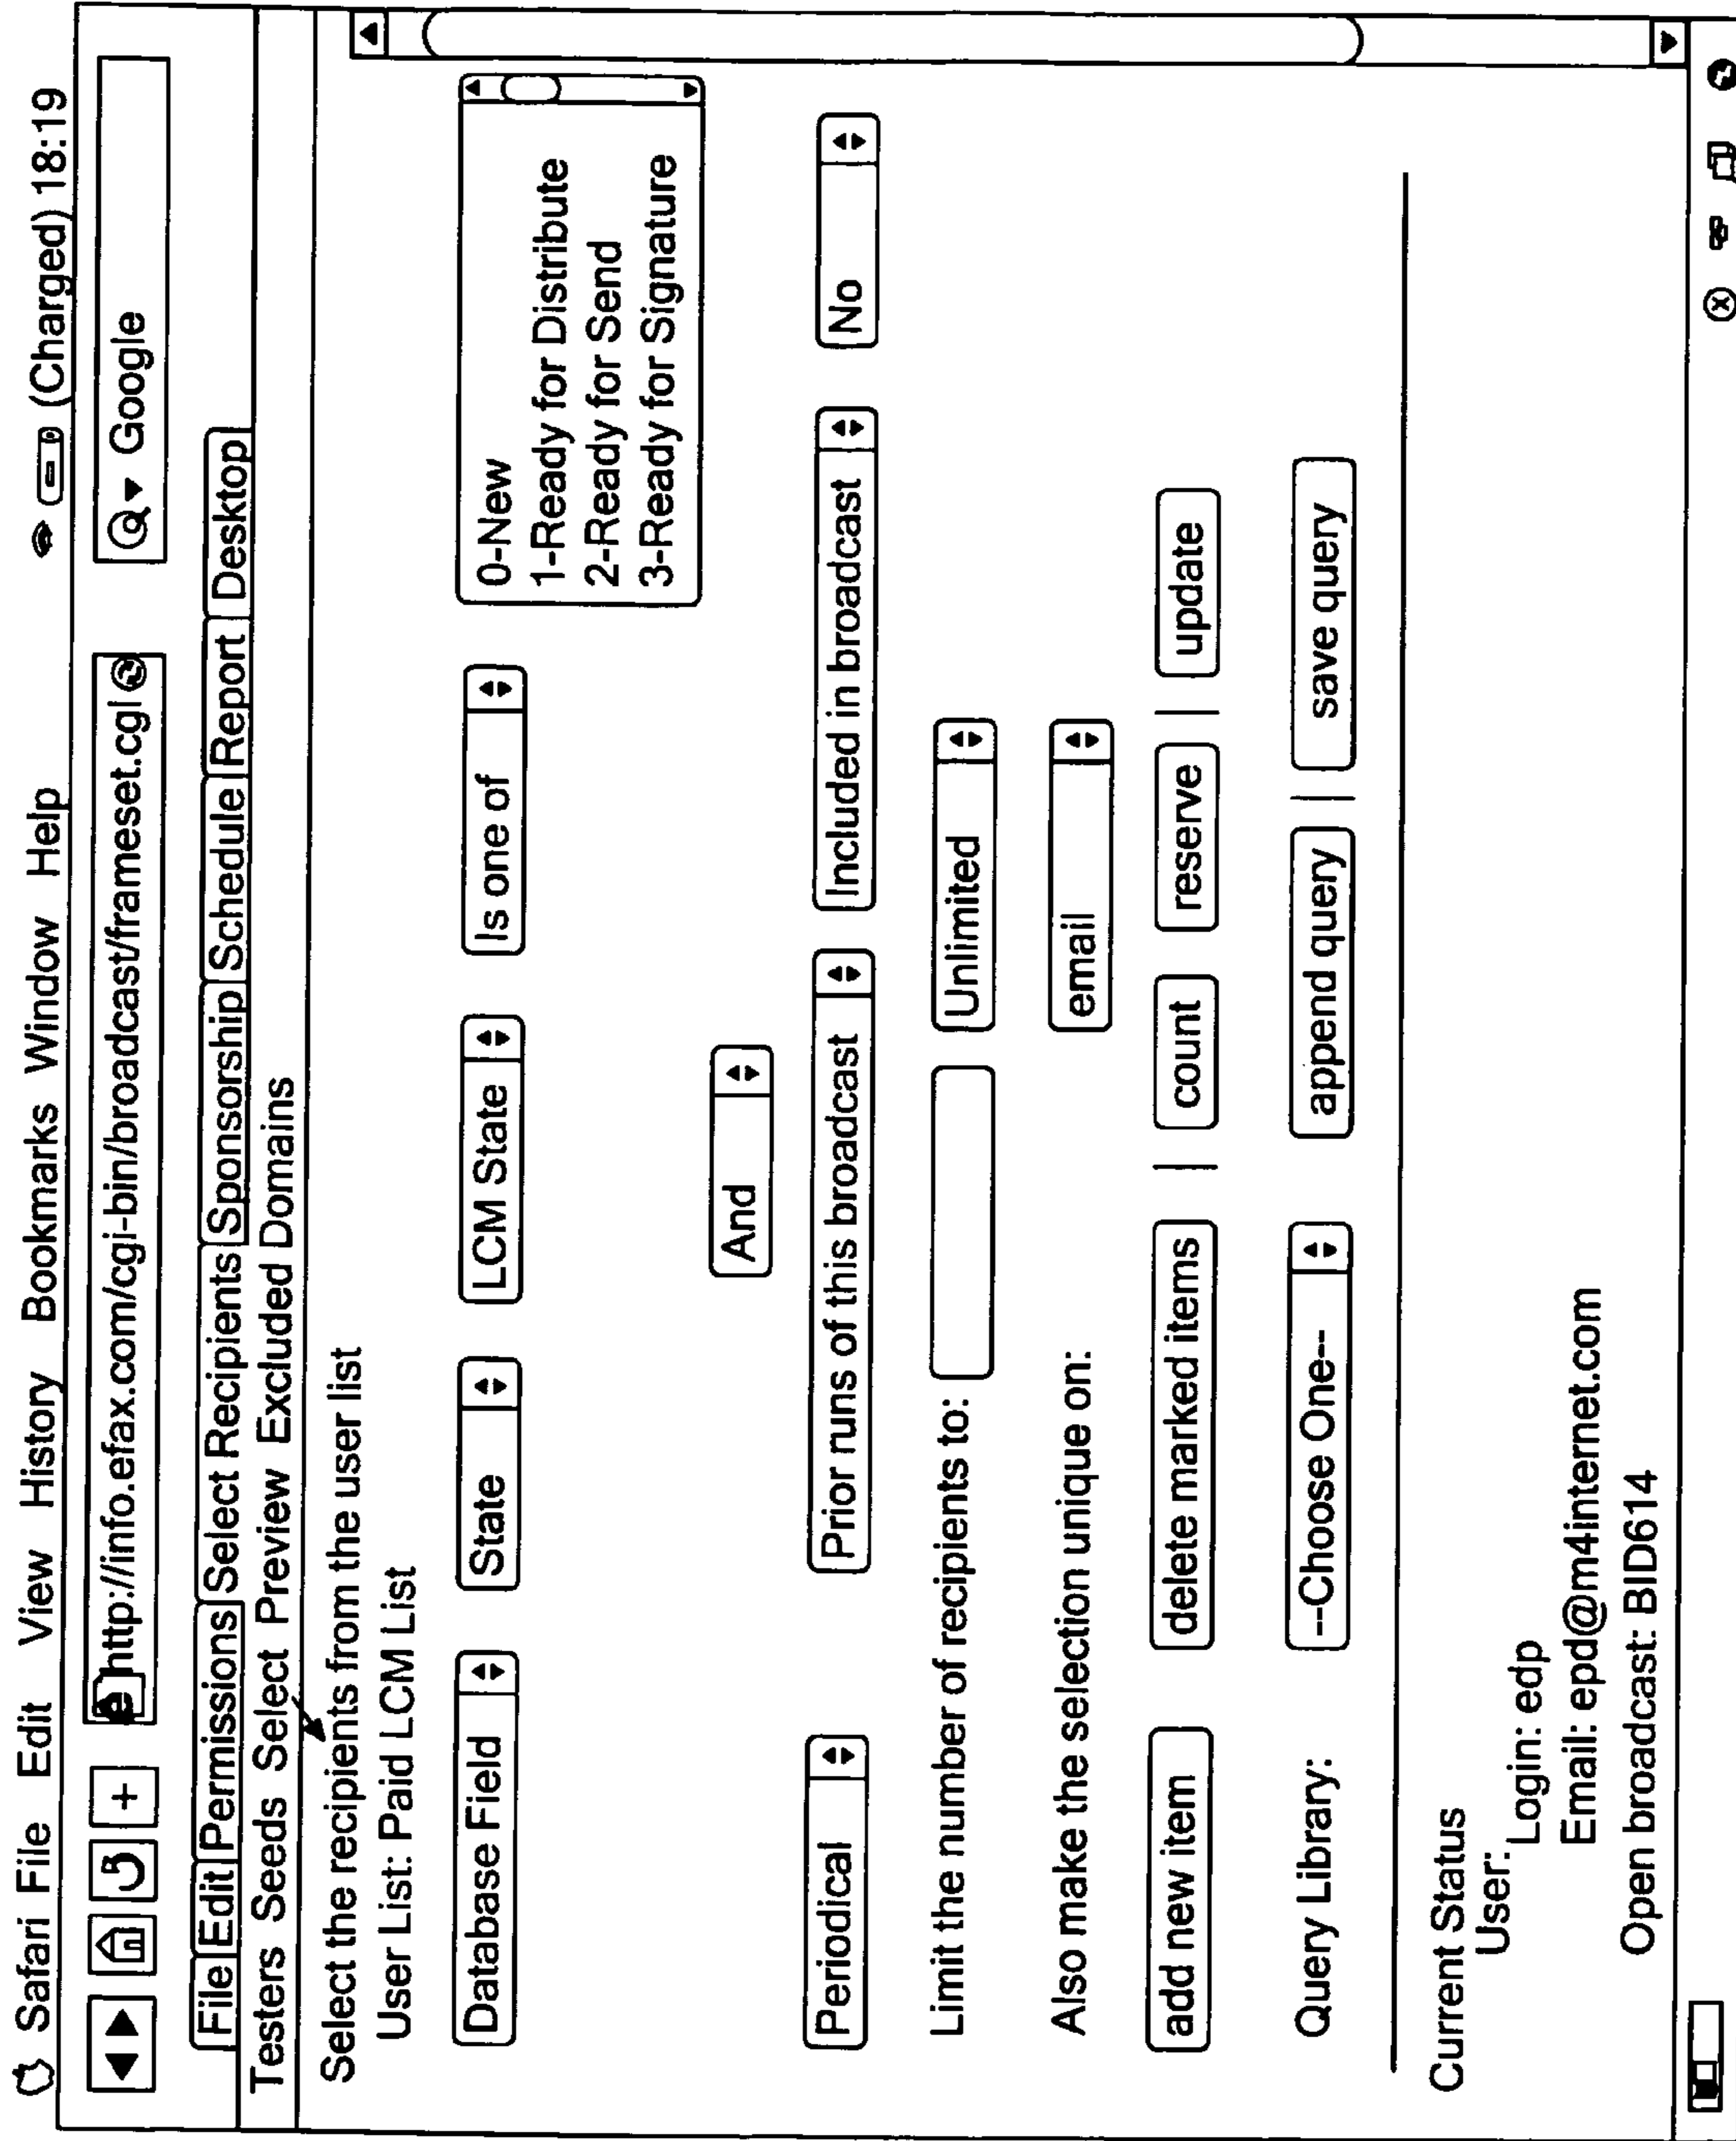 Safari File Edit View History Bookmarks Window Help (Charged) 18:19
http://info.efax.com/cgi-bin/broadcast/frameset.cgi Google
File Edit Permissions Select Recipients Sponsorship Schedule Report Desktop
Testers Seeds Select Preview Excluded Domains
Select the recipients from the user list
User List: Paid LCM List
Database Field State LCM State Is one of 0-New
1-Ready for Distribute
2-Ready for Send
3-Ready for Signature
And
Periodical Prior runs of this broadcast Included in broadcast No
Limit the number of recipients to: Unlimited
Also make the selection unique on: email
add new item delete marked items | count reserve | update
Query Library: --Choose One-- append query | save query
Current Status
User:
Login: edp
Email: epd@m4internet.com
Open broadcast: BID614